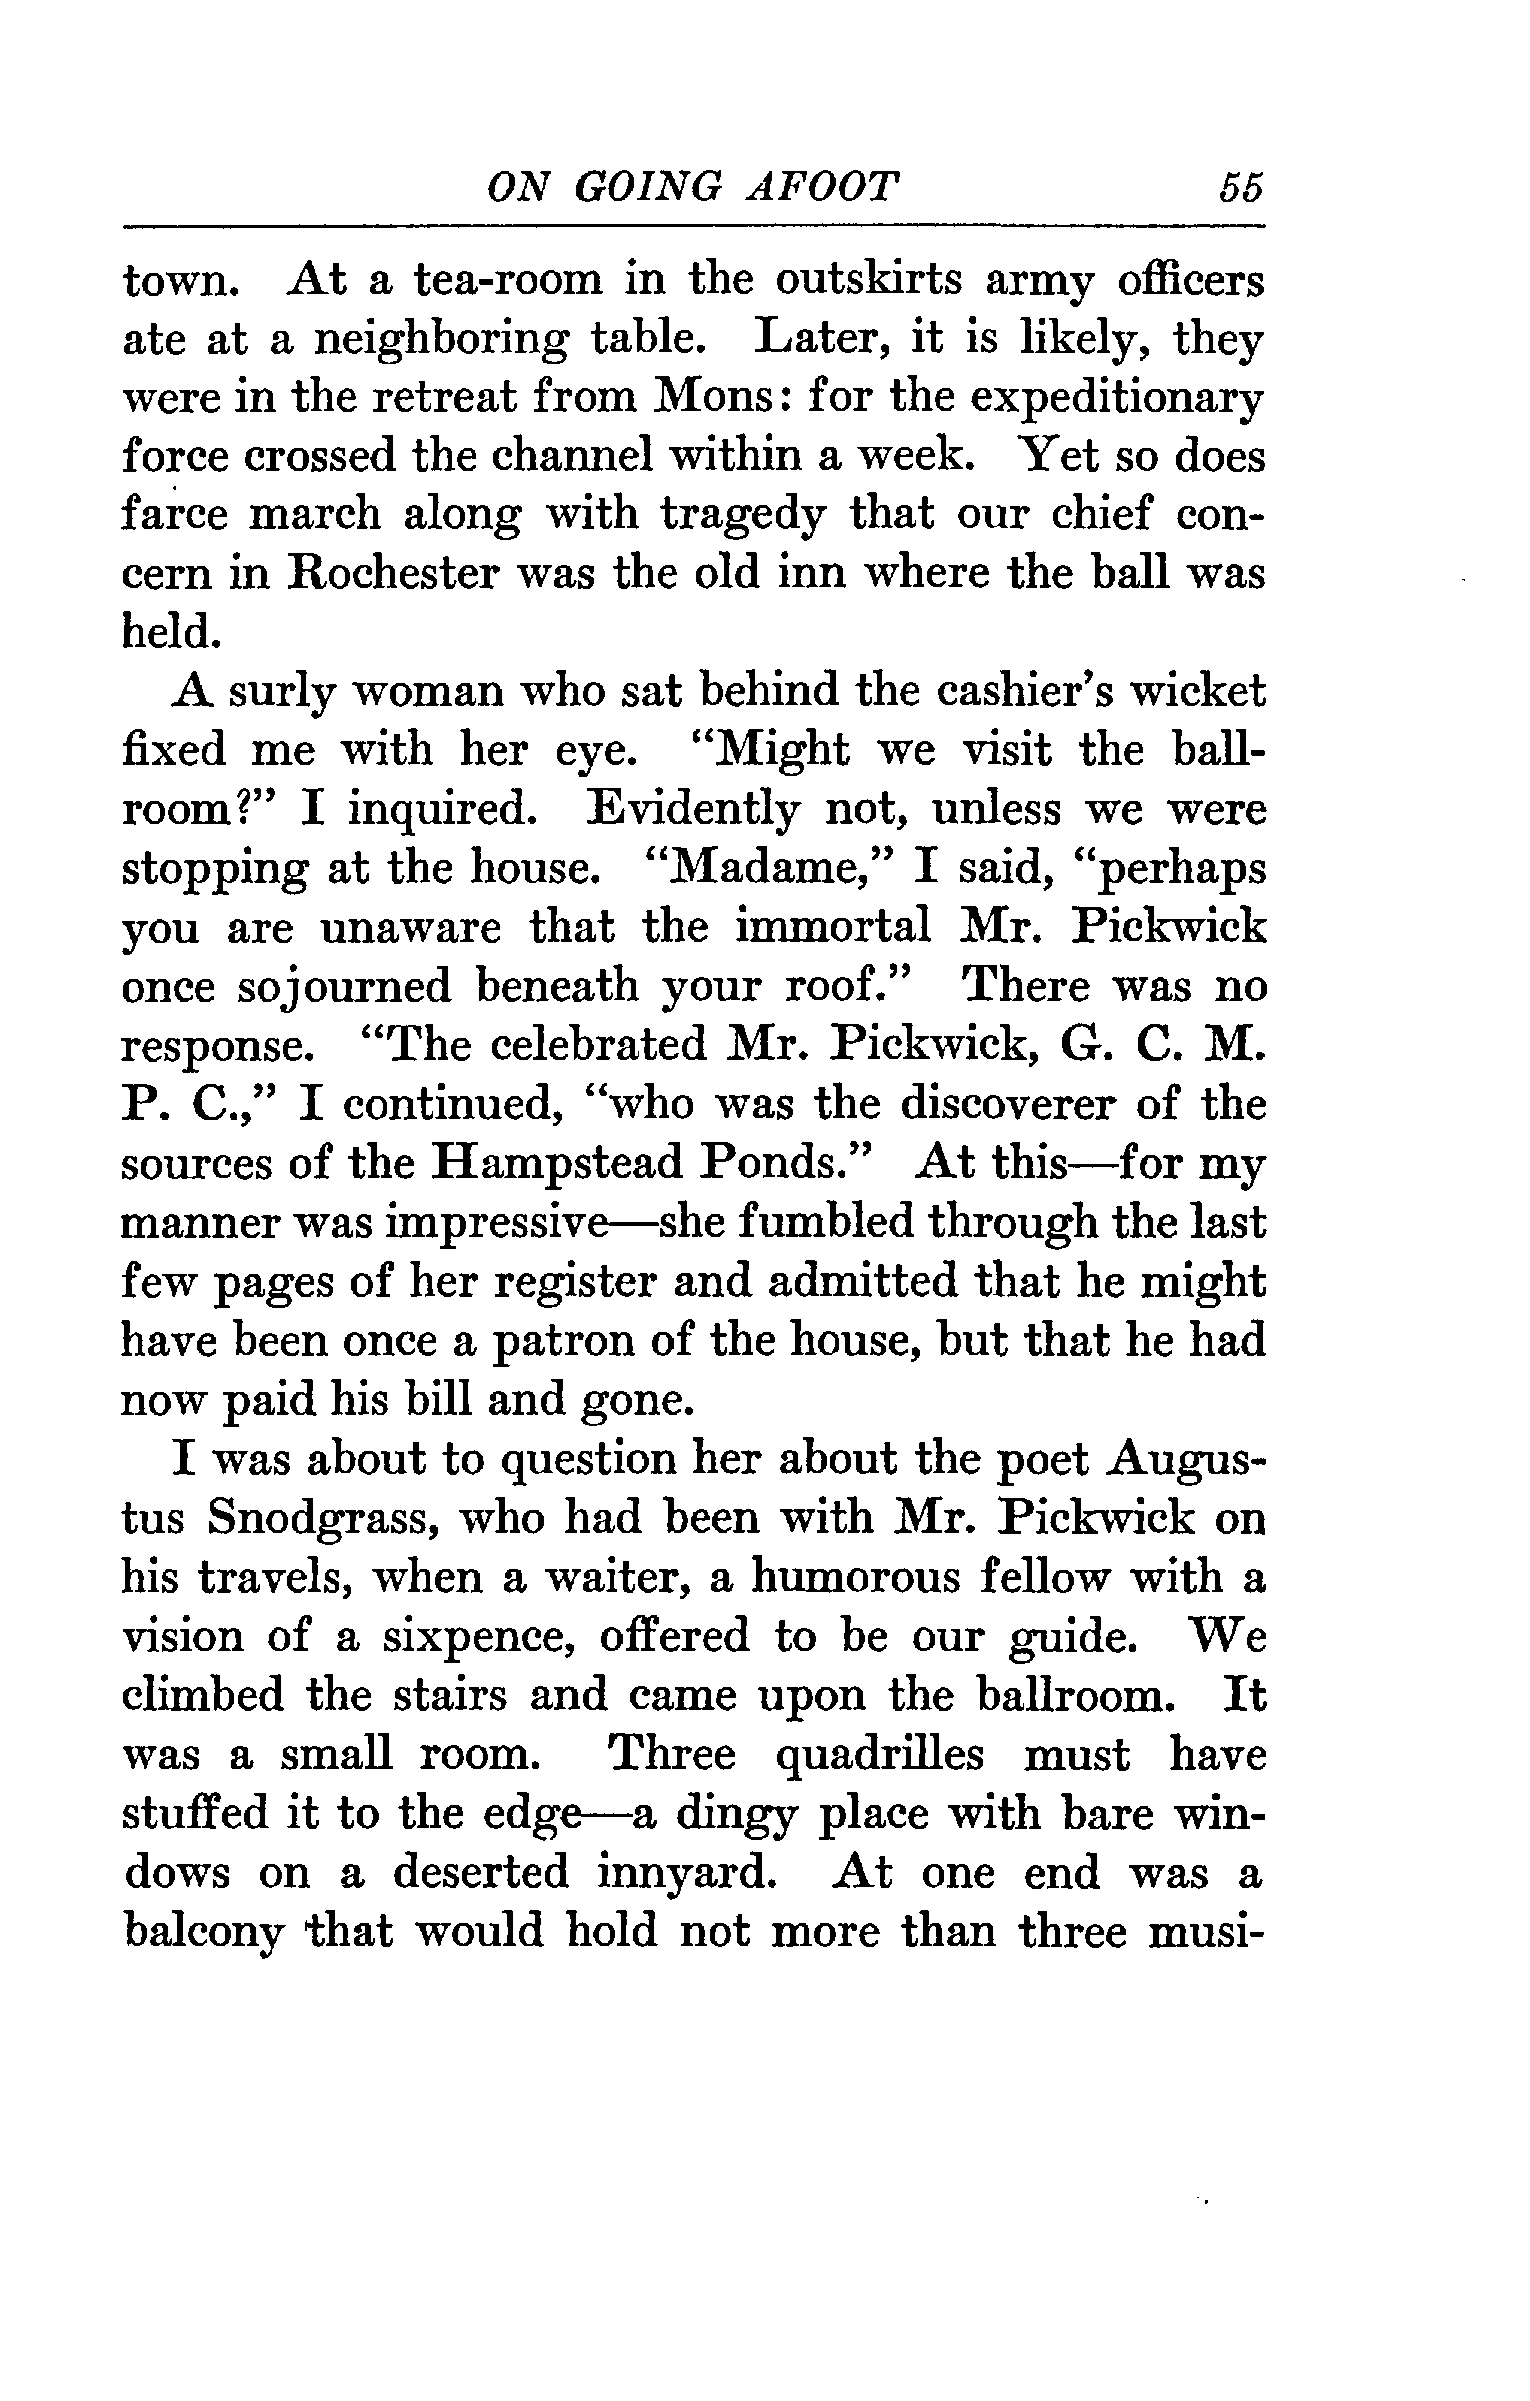 ON GOING AFOOT 55
town. At a tea-room in the outskirts army officers
ate at a neighboring table. Later, it is likely, they
were in the retreat from Mons: for the expeditionary
force crossed the channel within a week. Yet so does
farce march along with tragedy that our chief con-
cern in Rochester was the old inn where the ball was
held.
A surly woman who sat behind the cashier's wicket
fixed me with her eye. “Might we visit the ball-
room?” I inquired. Evidently not, unless we were
stopping at the house. “Madame,” I said, “perhaps
you are unaware that the immortal Mr. Pickwick
once sojourned beneath your roof.” There was no
response. “The celebrated Mr. Pickwick, G. C. M.
P. C.,” I continued, “who was the discoverer of the
sources of the Hampstead Ponds.” At this—for my
manner was impressive—she fumbled through the last
few pages of her register and admitted that he might
have been once a patron of the house, but that he had
now paid his bill and gone.
I was about to question her about the poet Augus-
tus Snodgrass, who had been with Mr. Pickwick on
his travels, when a waiter, a humorous fellow with a
vision of a sixpence, offered to be our guide. We
climbed the stairs and came upon the ballroom. It
was a small room. Three quadrilles must have
stuffed it to the edge—a dingy place with bare win-
dows on a deserted innyard. At one end was a
balcony that would hold not more than three musi-